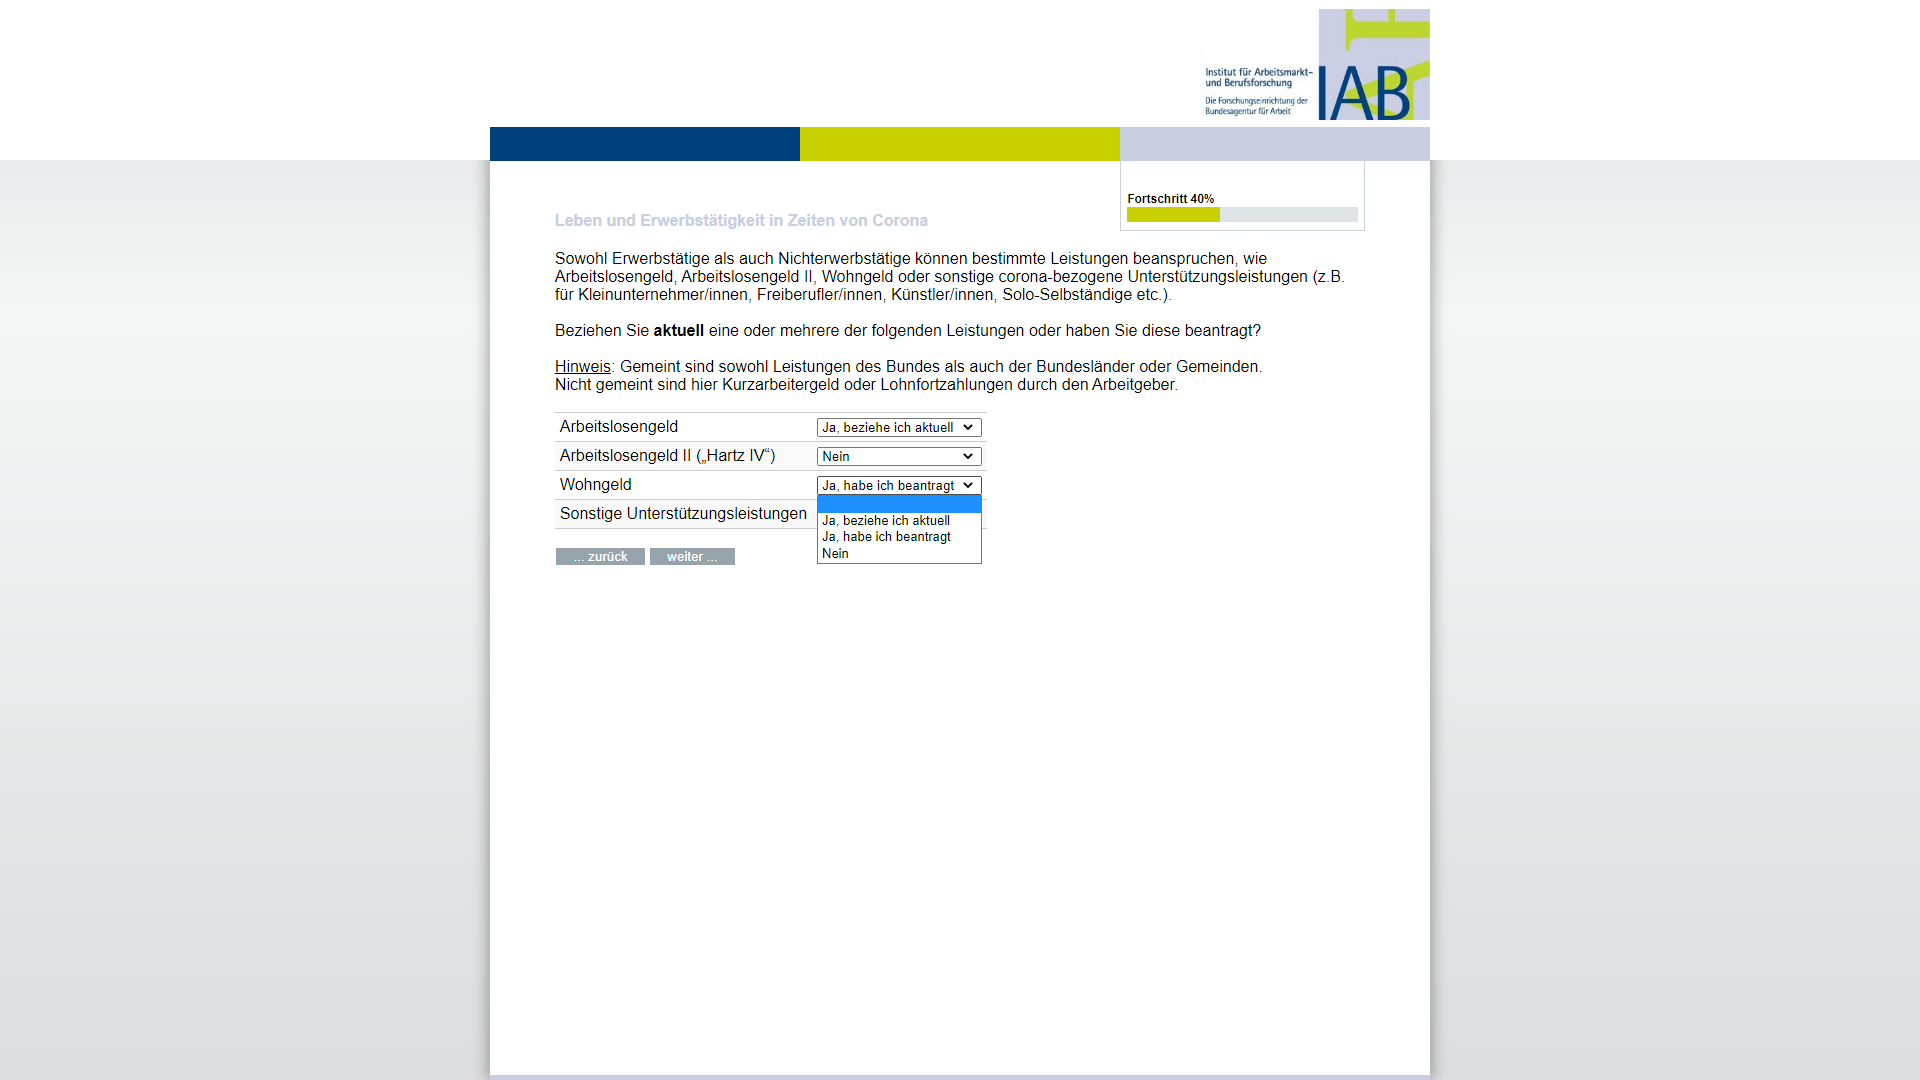 Institut für Arbeitsmarkt-
und Berufsforschung
Die Forschungseinrichtung der
Bundesagentur für Arbeit
IAB
Fortschritt 40%
Leben und Erwerbstätigkeit in Zeiten von Corona
Sowohl Erwerbstätige als auch Nichterwerbstätige können bestimmte Leistungen beanspruchen, wie
Arbeitslosengeld, Arbeitslosengeld II, Wohngeld oder sonstige corona-bezogene Unterstützungsleistungen (z.B.
für Kleinunternehmer/innen, Freiberufler/innen, Künstler/innen, Solo-Selbständige etc.).
Beziehen Sie aktuell eine oder mehrere der folgenden Leistungen oder haben Sie diese beantragt?
Hinweis: Gemeint sind sowohl Leistungen des Bundes als auch der Bundesländer oder Gemeinden.
Nicht gemeint sind hier Kurzarbeitergeld oder Lohnfortzahlungen durch den Arbeitgeber.
Arbeitslosengeld Ja, beziehe ich aktuell
Arbeitslosengeld II („Hartz IV“) Nein
Wohngeld Ja, habe ich beantragt
Sonstige Unterstützungsleistungen
Ja, beziehe ich aktuell
Ja, habe ich beantragt
Nein
... zurück weiter ...